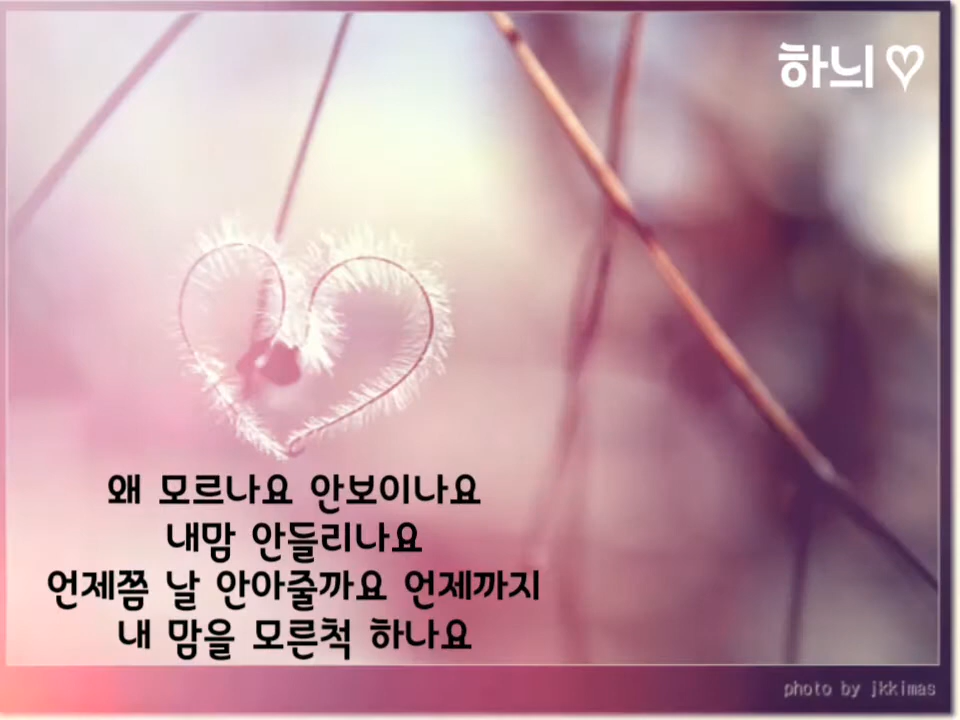 하늬♡
왜 모르나요 안보이나요
내맘 안들리나요
언제쯤 날 안아줄까요 언제까지
내 맘을 모른척 하나요
photo by jkkimas